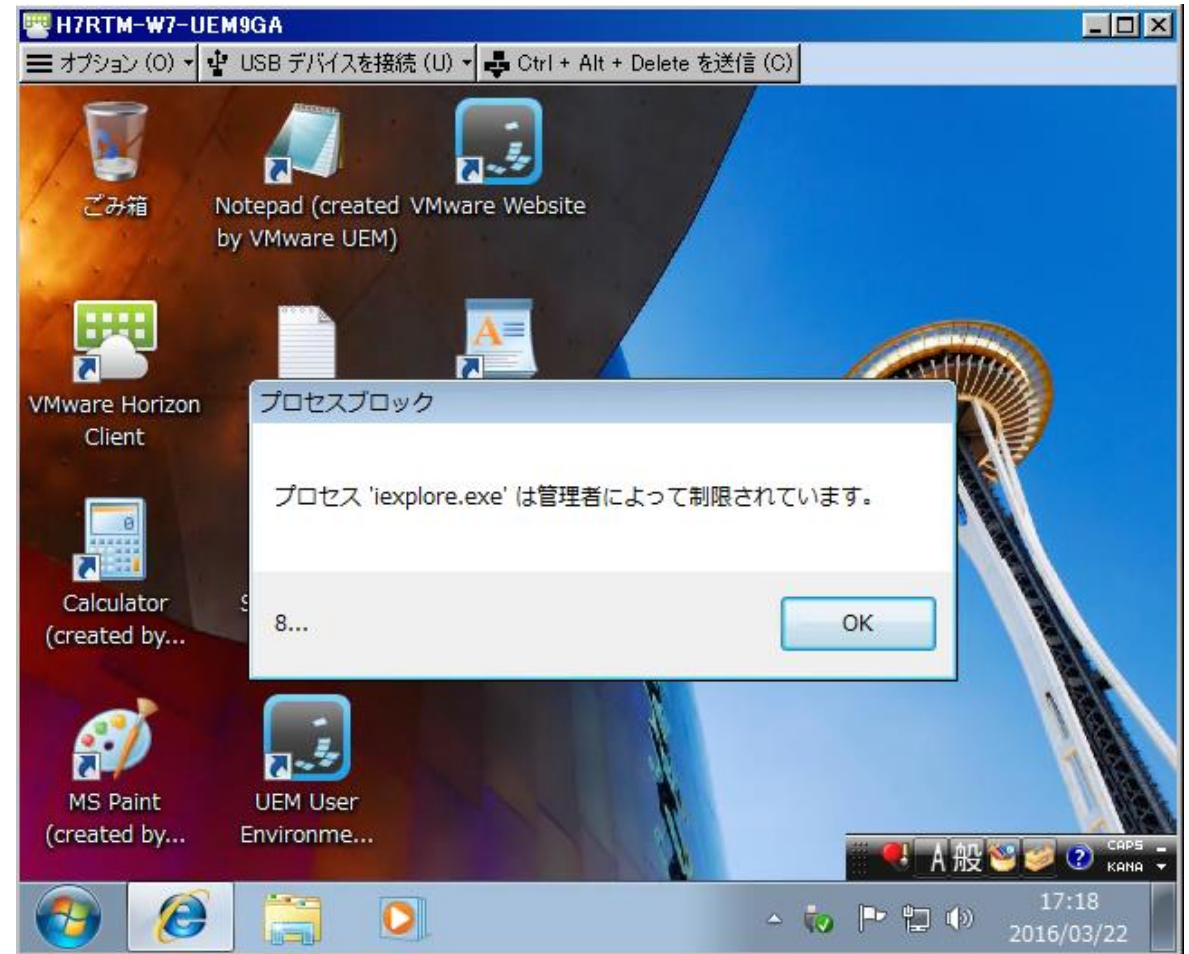 H7RTM-W7-UEM9GA
オプション (O) USB デバイスを接続 (U) Ctrl + Alt + Delete を送信 (C)
ごみ箱
Notepad (created
by VMware UEM)
VMware Website
VMware Horizon
Client
プロセスブロック
プロセス 'iexplore.exe' は管理者によって制限されています。
8...
OK
Calculator
(created by...
S
MS Paint
(created by...
UEM User
Environme...
A 般 CAPS
KANA
17:18
2016/03/22